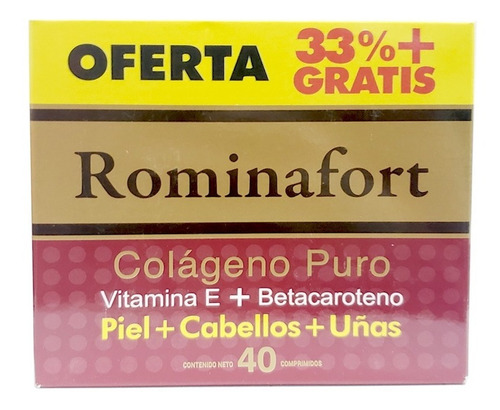 OFERTA
33%+
GRATIS
Rominafort
Colágeno Puro
Vitamina E + Betacaroteno
Piel + Cabellos + Uñas
CONTENIDO NETO 40 COMPRIMIDOS